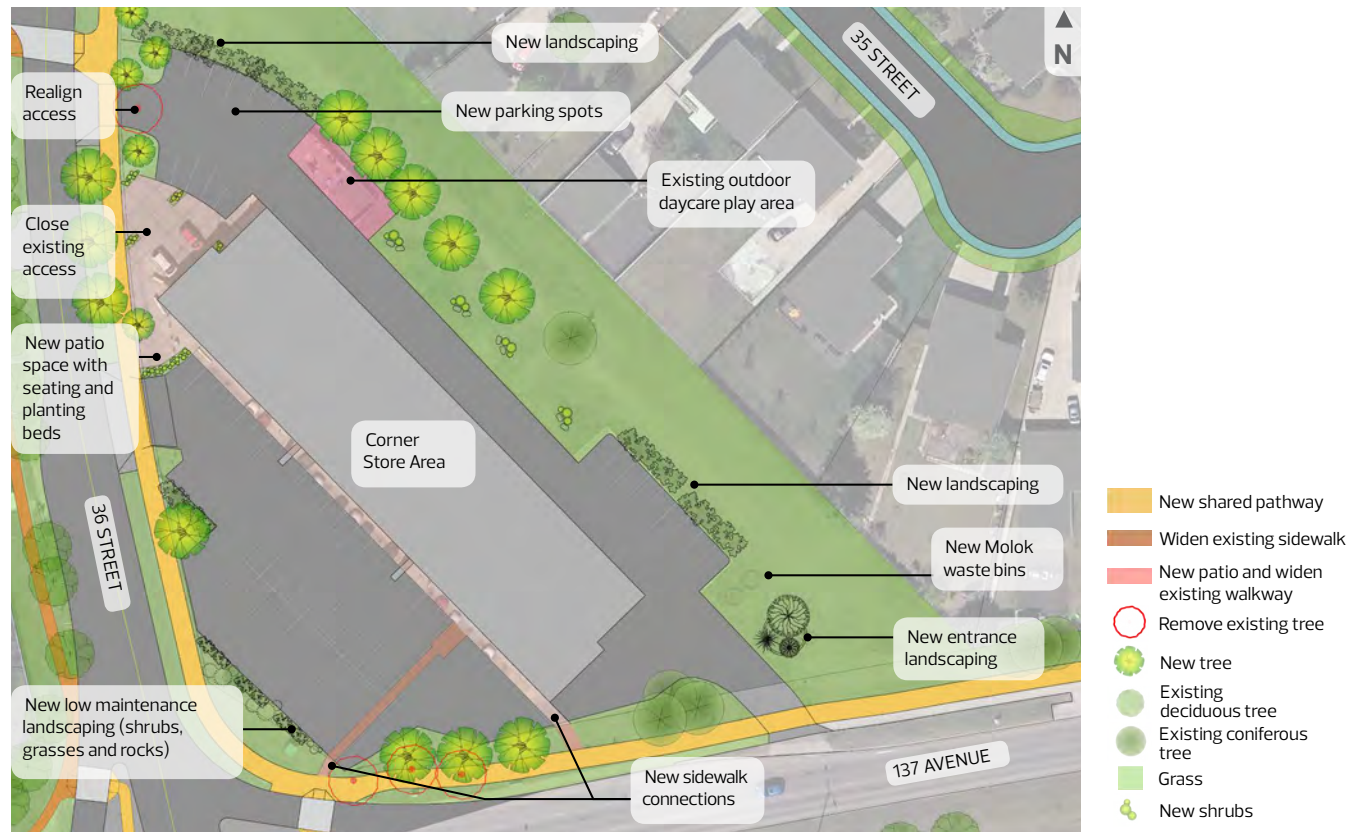 New landscaping
N
35 STREET
Realign
access
New parking spots
Existing outdoor
daycare play area
Close
existing
access
New patio
space with
seating and
planting
beds
Corner
Store Area
36 STREET
New landscaping
New Molok
waste bins
New entrance
landscaping
New low maintenance
landscaping (shrubs,
grasses and rocks)
New sidewalk
connections
137 AVENUE
New shared pathway
Widen existing sidewalk
New patio and widen
existing walkway
Remove existing tree
New tree
Existing
deciduous tree
Existing coniferous
tree
Grass
New shrubs